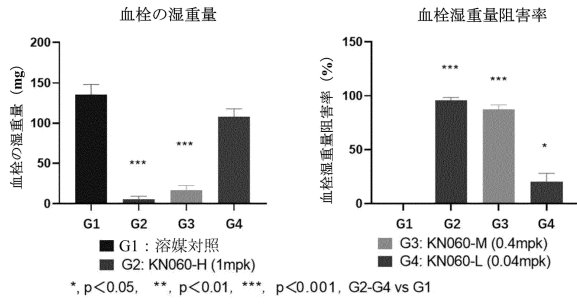 血栓の湿重量
血栓湿重量阻害率
血栓の湿重量 (mg)
200
150
100
50
0
G1 G2 G3 G4
*** ***
血栓湿重量阻害率 (%)
150
100
50
0
G1 G2 G3 G4
*** *** *
G1：溶媒対照
G2: KN060-H (1mpk)
G3: KN060-M (0.4mpk)
G4: KN060-L (0.04mpk)
*, p<0.05, **, p<0.01, ***, p<0.001, G2-G4 vs G1